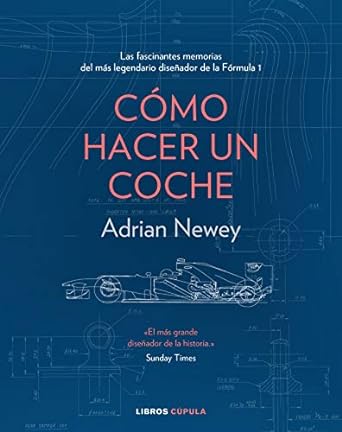 Las fascinantes memorias
del más legendario diseñador de la Fórmula 1
CÓMO
HACER UN
COCHE
Adrian Newey
«El más grande
diseñador de la historia.»
Sunday Times
LIBROS CÚPULA